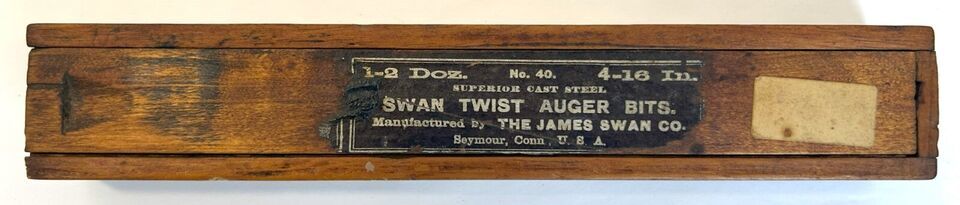 1-2 Doz. No. 40. 4-16 In.
SUPERIOR CAST STEEL
SWAN TWIST AUGER BITS.
Manufactured by THE JAMES SWAN CO.
Seymour, Conn., U. S. A.